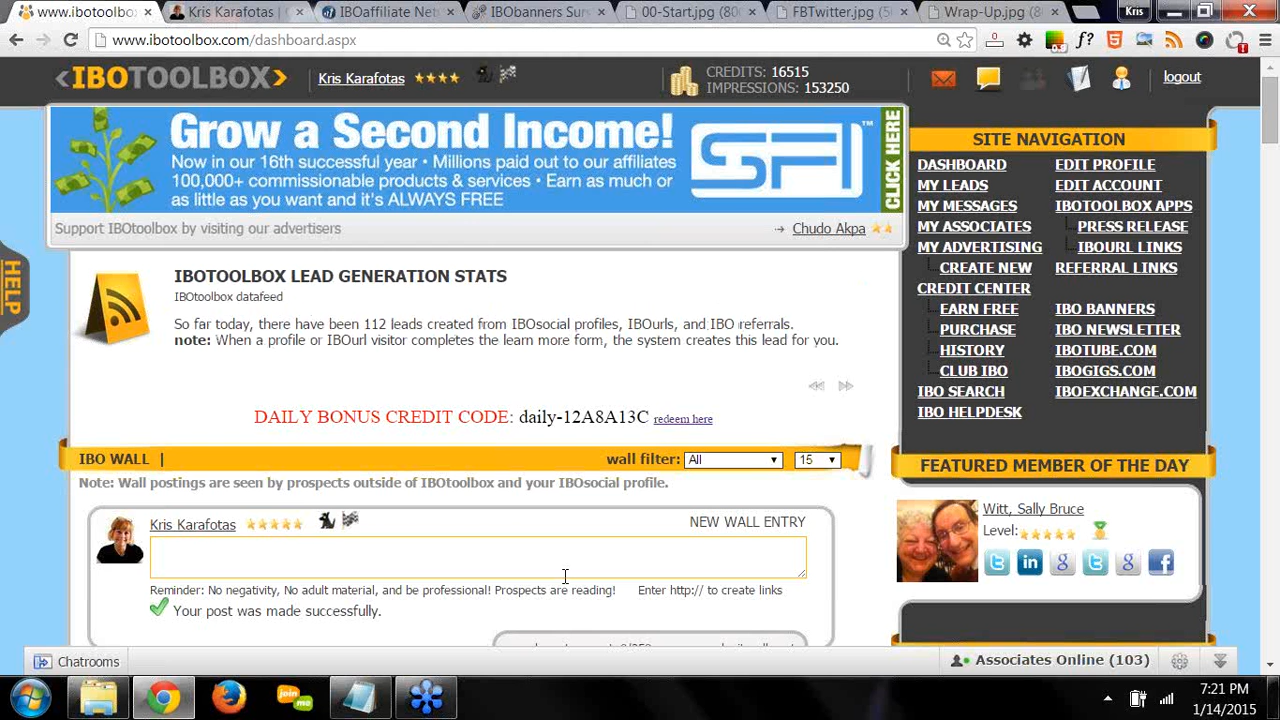 www.ibotoolbo
Kris Karafotas | (
IBOaffiliate Netv
IBObanners Surs
00-Start.jpg (80
FBTwitter.jpg (5
Wrap-Up.jpg (8
Kris
www.ibotoolbox.com/dashboard.aspx
<IBOTOOLBOX>
Kris Karafotas
CREDITS: 16515
IMPRESSIONS: 153250
logout
Grow a Second Income!
Now in our 16th successful year • Millions paid out to our affiliates
100,000+ commissionable products & services • Earn as much or
as little as you want and it's ALWAYS FREE
SFI™
CLICK HERE
Support IBOtoolbox by visiting our advertisers
Chudo Akpa
HELP
IBOTOOLBOX LEAD GENERATION STATS
IBOtoolbox datafeed
So far today, there have been 112 leads created from IBOsocial profiles, IBOurls, and IBO referrals.
note: When a profile or IBOurl visitor completes the learn more form, the system creates this lead for you.
DAILY BONUS CREDIT CODE: daily-12A8A13C redeem here
IBO WALL |
wall filter: All 15
Note: Wall postings are seen by prospects outside of IBOtoolbox and your IBOsocial profile.
Kris Karafotas
NEW WALL ENTRY
Reminder: No negativity, No adult material, and be professional! Prospects are reading!
Enter http:// to create links
Your post was made successfully.
SITE NAVIGATION
DASHBOARD
EDIT PROFILE
MY LEADS
EDIT ACCOUNT
MY MESSAGES
IBOTOOLBOX APPS
MY ASSOCIATES
PRESS RELEASE
MY ADVERTISING
IBOURL LINKS
CREATE NEW
REFERRAL LINKS
CREDIT CENTER
EARN FREE
IBO BANNERS
PURCHASE
IBO NEWSLETTER
HISTORY
IBOTUBE.COM
CLUB IBO
IBOGIGS.COM
IBO SEARCH
IBOEXCHANGE.COM
IBO HELPDESK
FEATURED MEMBER OF THE DAY
Witt, Sally Bruce
Level:
Chatrooms
Associates Online (103)
join me
7:21 PM
1/14/2015